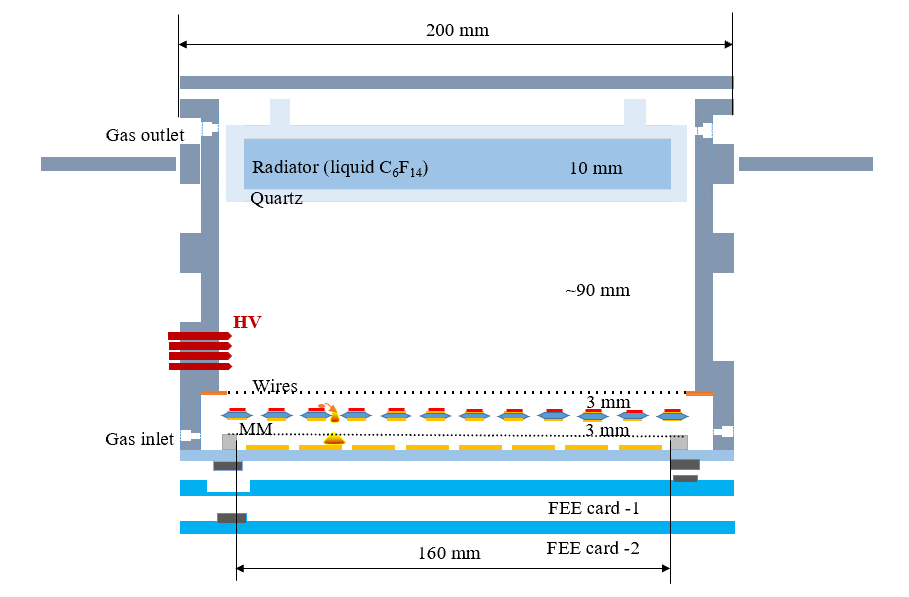 200 mm
Gas outlet
Radiator (liquid C₆F₁₄)
10 mm
Quartz
~90 mm
HV
Wires
3 mm
MM
3 mm
Gas inlet
FEE card -1
FEE card -2
160 mm